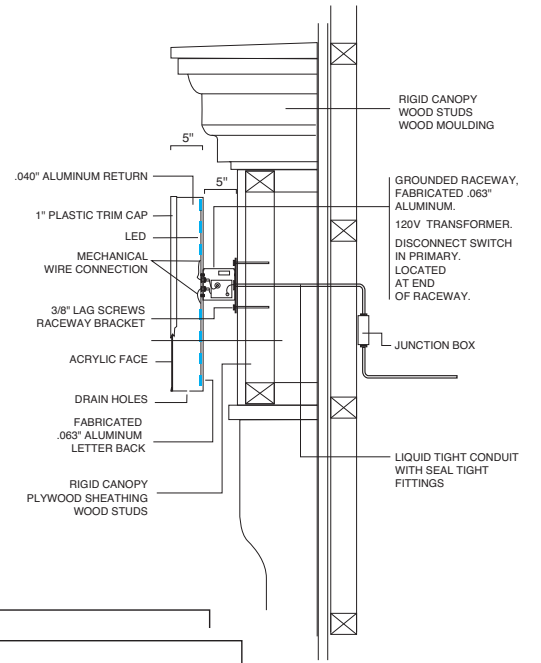 RIGID CANOPY
WOOD STUDS
WOOD MOULDING
5"
5"
.040" ALUMINUM RETURN
1" PLASTIC TRIM CAP
LED
MECHANICAL
WIRE CONNECTION
3/8" LAG SCREWS
RACEWAY BRACKET
ACRYLIC FACE
DRAIN HOLES
FABRICATED
.063" ALUMINUM
LETTER BACK
RIGID CANOPY
PLYWOOD SHEATHING
WOOD STUDS
GROUNDED RACEWAY,
FABRICATED .063"
ALUMINUM.
120V TRANSFORMER.
DISCONNECT SWITCH
IN PRIMARY.
LOCATED
AT END
OF RACEWAY.
JUNCTION BOX
LIQUID TIGHT CONDUIT
WITH SEAL TIGHT
FITTINGS